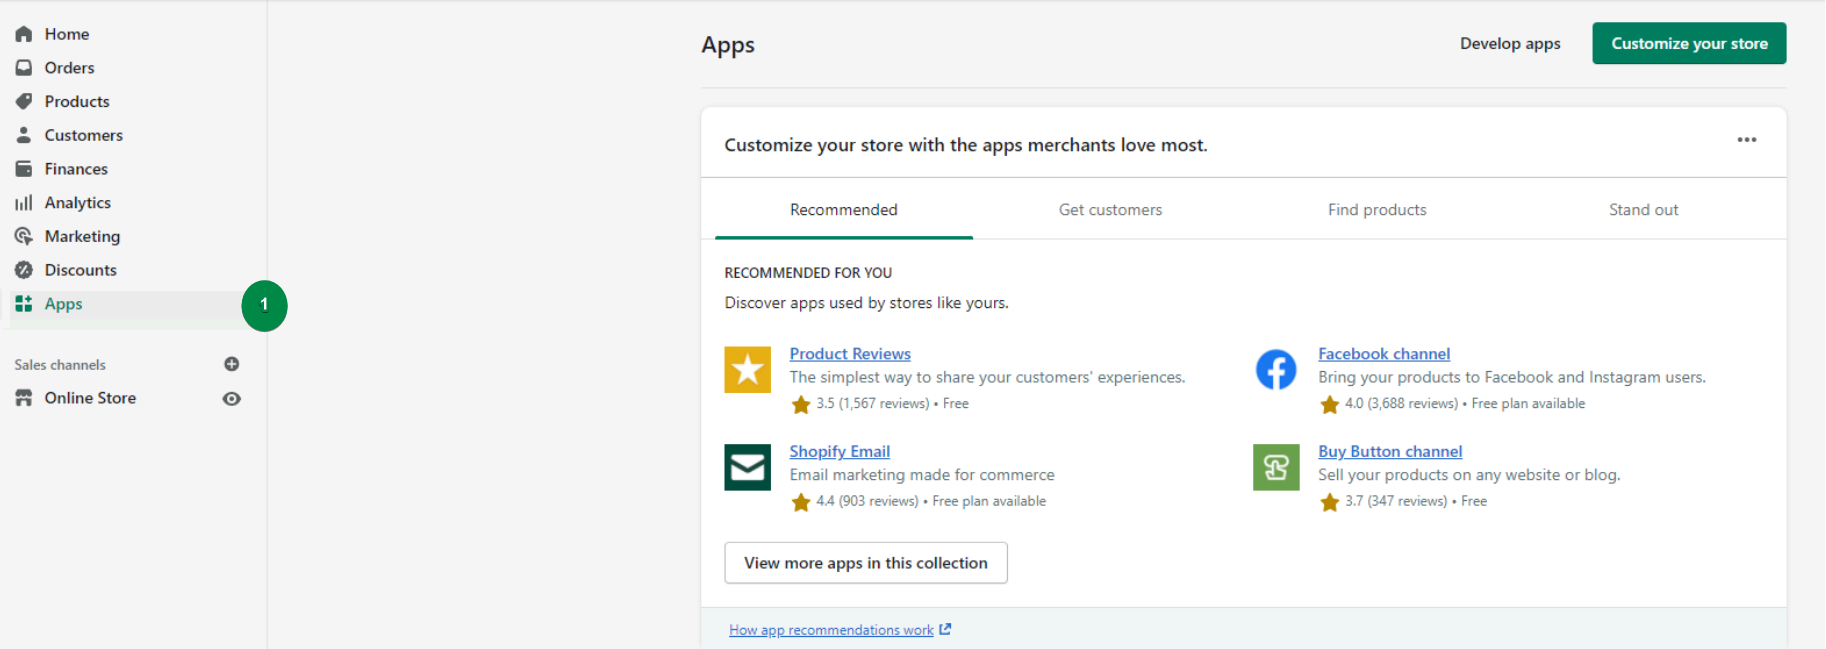 Home
Orders
Products
Customers
Finances
Analytics
Marketing
Discounts
Apps
1
Sales channels
Online Store
Apps
Develop apps
Customize your store
Customize your store with the apps merchants love most.
Recommended
Get customers
Find products
Stand out
RECOMMENDED FOR YOU
Discover apps used by stores like yours.
Product Reviews
The simplest way to share your customers' experiences.
3.5 (1,567 reviews) • Free
Facebook channel
Bring your products to Facebook and Instagram users.
4.0 (3,688 reviews) • Free plan available
Shopify Email
Email marketing made for commerce
4.4 (903 reviews) • Free plan available
Buy Button channel
Sell your products on any website or blog.
3.7 (347 reviews) • Free
View more apps in this collection
How app recommendations work